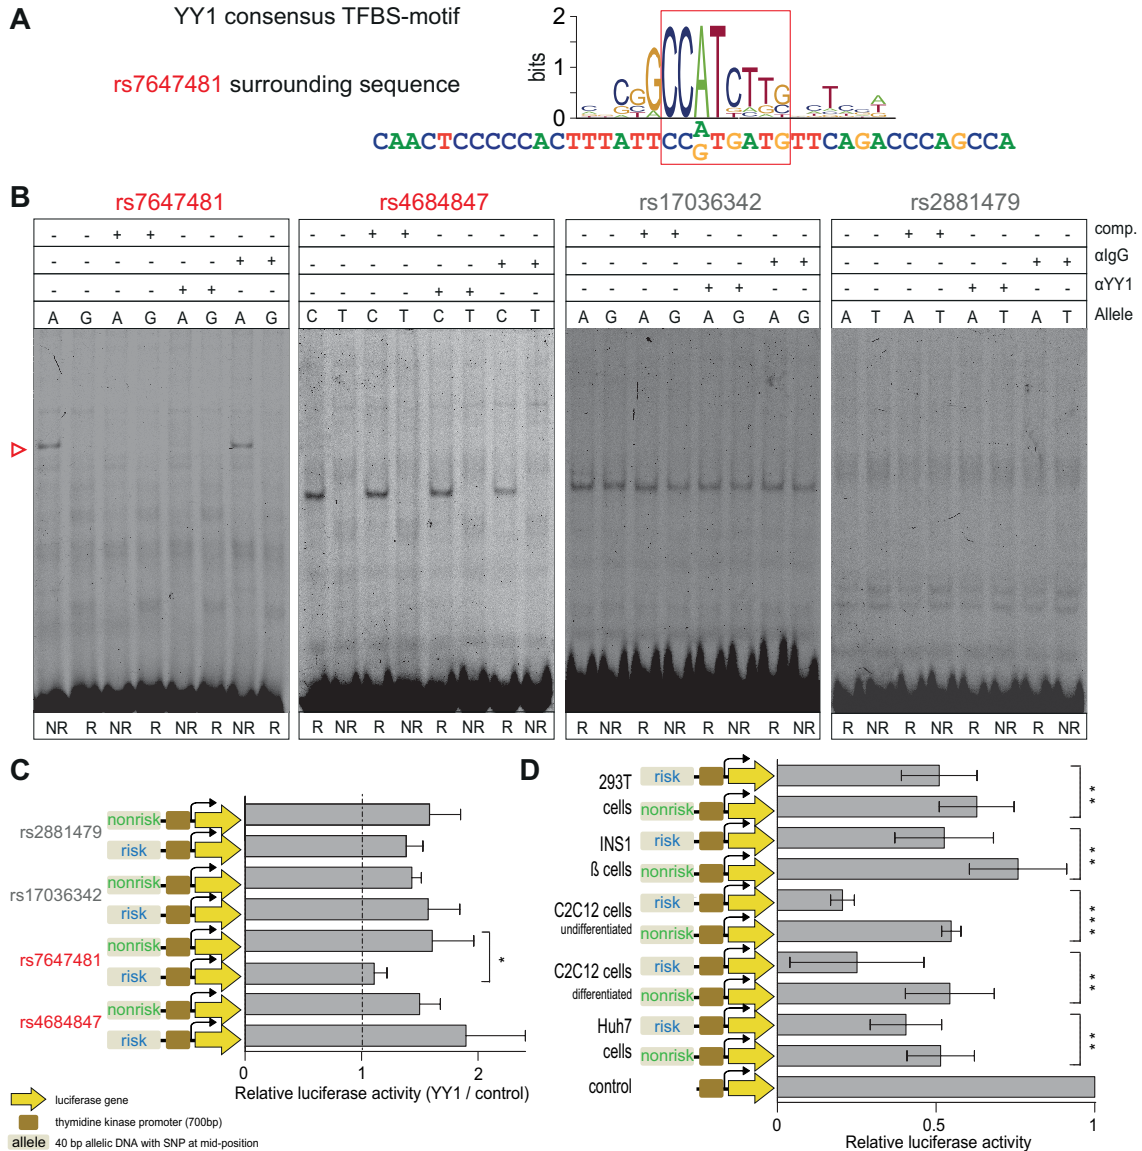 A
YY1 consensus TFBS-motif
rs7647481 surrounding sequence
2
1
0
bits
CAACTCCCCCACTTTATTCCATGATGTTCAGACCCAGCCA
G
B
rs7647481 rs4684847 rs17036342 rs2881479
- - + + - - - - - - + + - - - - - - + + - - - - - - + + - - - - comp.
- - - - - - + + - - - - - - + + - - - - - - + + - - - - - - + + αIgG
- - - - + + - - - - - - + + - - - - - - + + - - - - - - + + - - αYY1
A G A G A G A G C T C T C T C T A G A G A G A G A T A T A T A T Allele
NR R NR R NR R NR R R NR R NR R NR R NR R NR R NR R NR R NR R NR R NR R NR R NR
C
rs2881479
nonrisk
risk
rs17036342
nonrisk
risk
rs7647481
nonrisk
risk
*
rs4684847
nonrisk
risk
0 1 2
Relative luciferase activity (YY1 / control)
luciferase gene
thymidine kinase promoter (700bp)
allele 40 bp allelic DNA with SNP at mid-position
D
293T cells
risk
nonrisk
**
INS1 ß cells
risk
nonrisk
**
C2C12 cells undifferentiated
risk
nonrisk
***
C2C12 cells differentiated
risk
nonrisk
**
Huh7 cells
risk
nonrisk
**
control
0 0.5 1
Relative luciferase activity